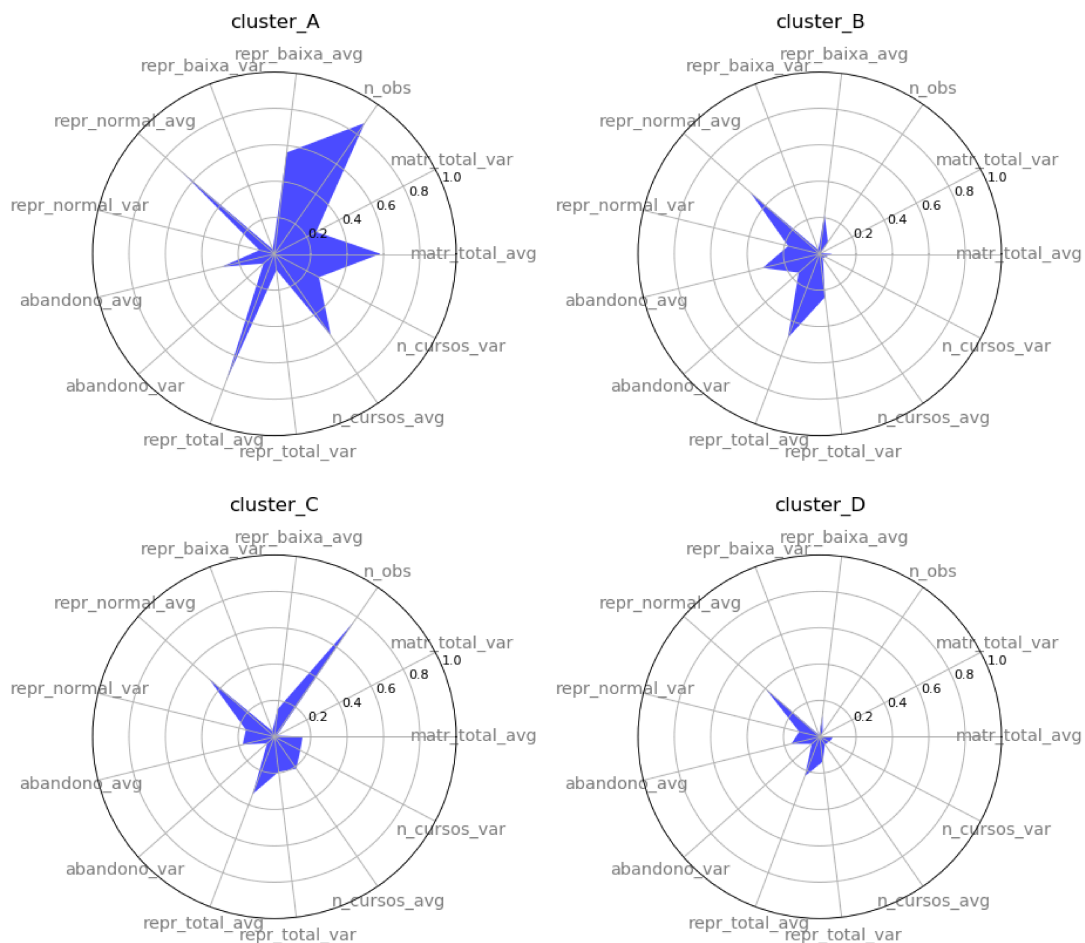 cluster_A
repr_baixa_avg
repr_baixa_var
n_obs
repr_normal_avg
matr_total_var
1.0
0.8
0.6
0.4
0.2
repr_normal_var
matr_total_avg
abandono_avg
n_cursos_var
abandono_var
n_cursos_avg
repr_total_avg
repr_total_var
cluster_B
repr_baixa_avg
repr_baixa_var
n_obs
repr_normal_avg
matr_total_var
1.0
0.8
0.6
0.4
0.2
repr_normal_var
matr_total_avg
abandono_avg
n_cursos_var
abandono_var
n_cursos_avg
repr_total_avg
repr_total_var
cluster_C
repr_baixa_avg
repr_baixa_var
n_obs
repr_normal_avg
matr_total_var
1.0
0.8
0.6
0.4
0.2
repr_normal_var
matr_total_avg
abandono_avg
n_cursos_var
abandono_var
n_cursos_avg
repr_total_avg
repr_total_var
cluster_D
repr_baixa_avg
repr_baixa_var
n_obs
repr_normal_avg
matr_total_var
1.0
0.8
0.6
0.4
0.2
repr_normal_var
matr_total_avg
abandono_avg
n_cursos_var
abandono_var
n_cursos_avg
repr_total_avg
repr_total_var